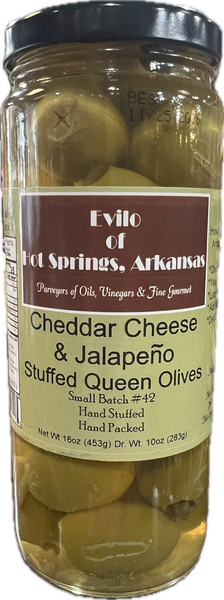 BES
Evilo
of
Hot Springs, Arkansas
Purveyors of Oils, Vinegars & Fine Gourmet
Cheddar Cheese
& Jalapeño
Stuffed Queen Olives
Small Batch #42
Hand Stuffed
Hand Packed
Net Wt 16oz (453g) Dr. Wt. 10oz (283g)